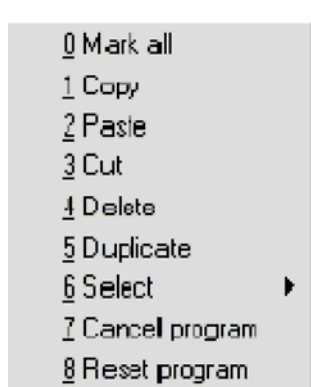 0 Mark all
1 Copy
2 Paste
3 Cut
4 Delete
5 Duplicate
6 Select
7 Cancel program
8 Reset program